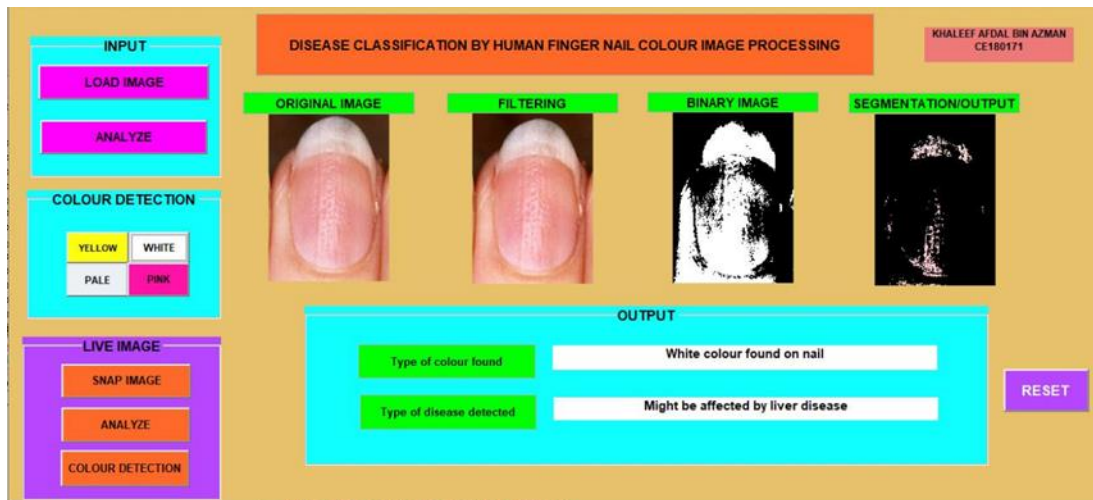 DISEASE CLASSIFICATION BY HUMAN FINGER NAIL COLOUR IMAGE PROCESSING
KHALEEF AFDAL BIN AZMAN
CE180171
INPUT
LOAD IMAGE
ANALYZE
COLOUR DETECTION
YELLOW
WHITE
PALE
PINK
LIVE IMAGE
SNAP IMAGE
ANALYZE
COLOUR DETECTION
ORIGINAL IMAGE
FILTERING
BINARY IMAGE
SEGMENTATION/OUTPUT
OUTPUT
Type of colour found
White colour found on nail
Type of disease detected
Might be affected by liver disease
RESET